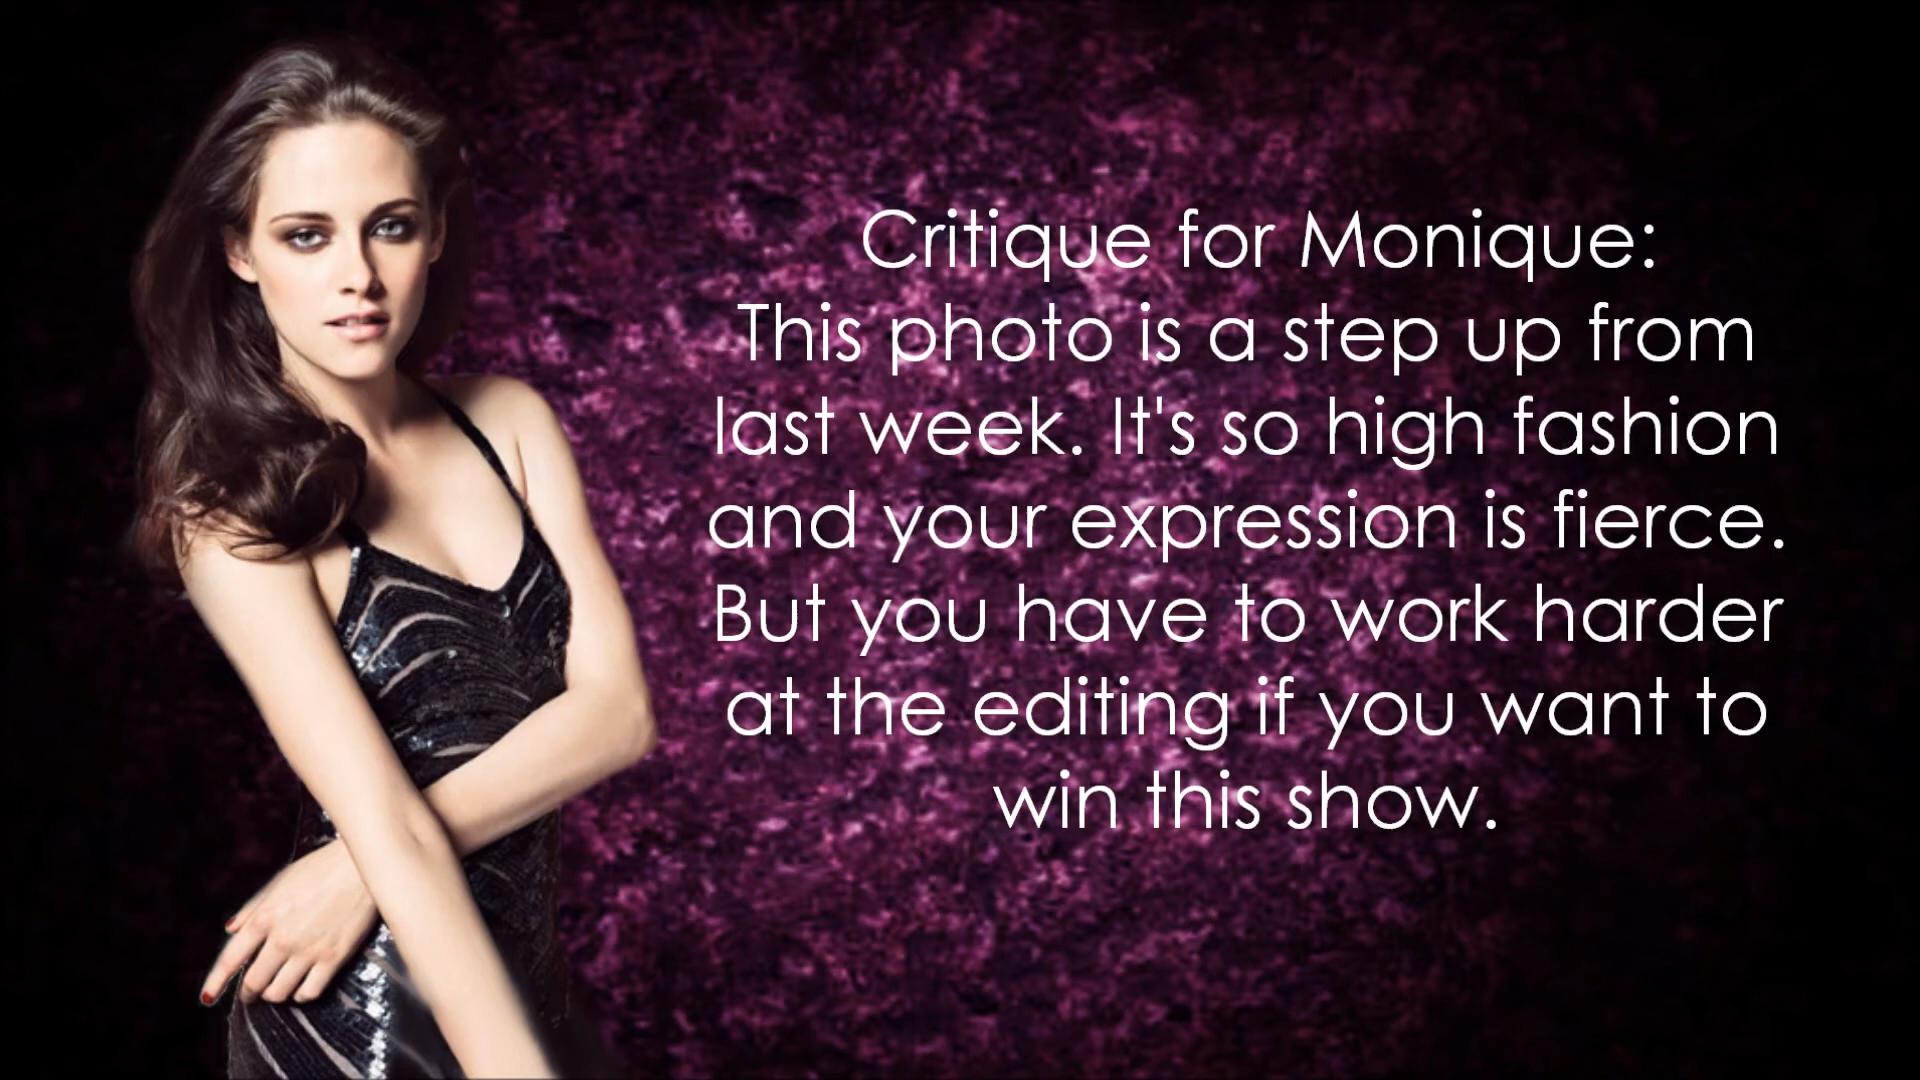 Critique for Monique:
This photo is a step up from
last week. It's so high fashion
and your expression is fierce.
But you have to work harder
at the editing if you want to
win this show.